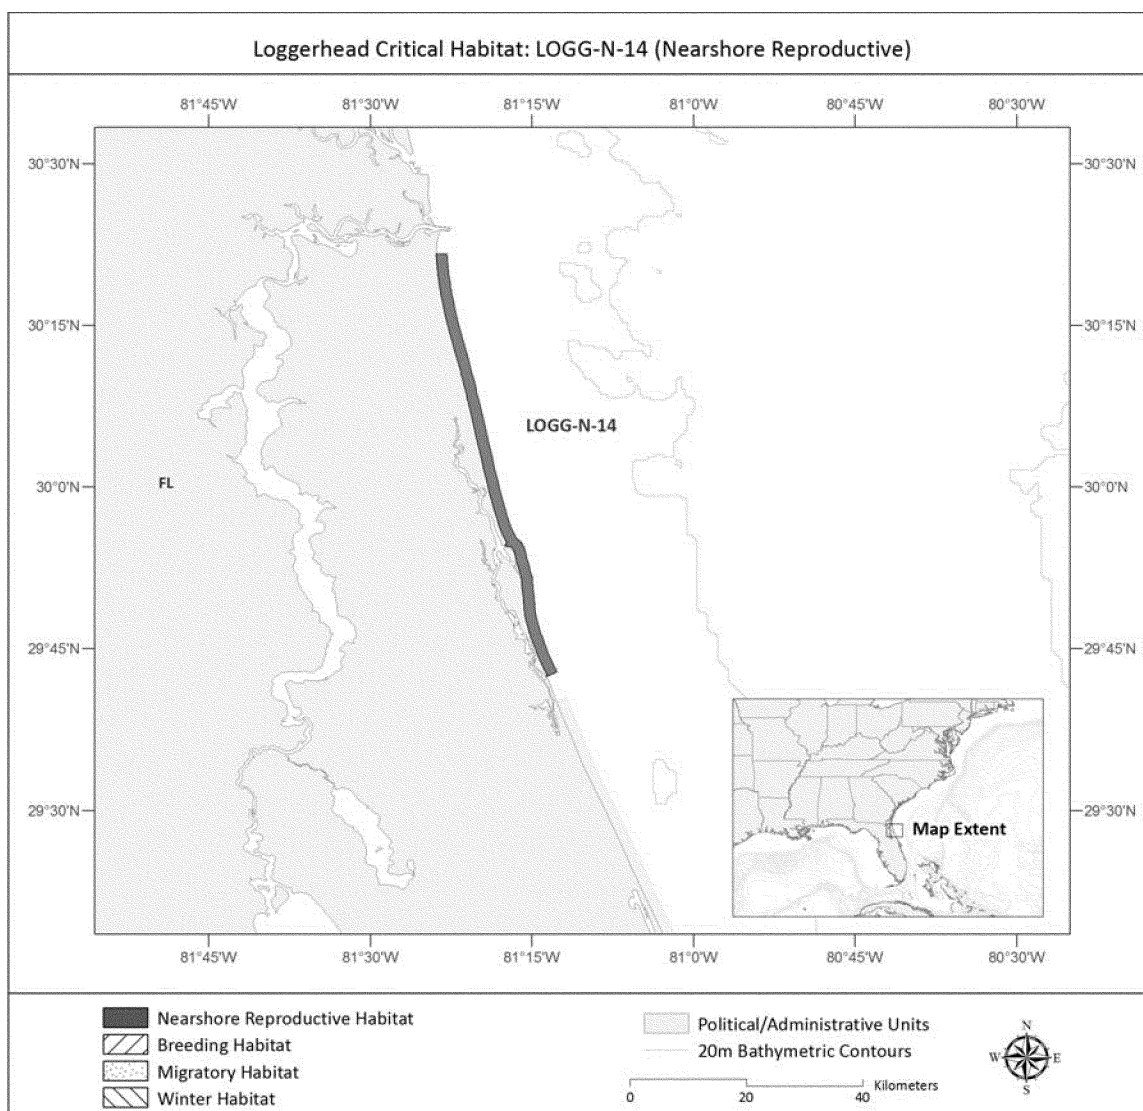 Loggerhead Critical Habitat: LOGG-N-14 (Nearshore Reproductive)
81°45'W 81°30'W 81°15'W 81°0'W 80°45'W 80°30'W
30°30'N 30°30'N
30°15'N 30°15'N
LOGG-N-14
FL
30°0'N 30°0'N
29°45'N 29°45'N
29°30'N 29°30'N
Map Extent
81°45'W 81°30'W 81°15'W 81°0'W 80°45'W 80°30'W
Nearshore Reproductive Habitat
Breeding Habitat
Migratory Habitat
Winter Habitat
Political/Administrative Units
20m Bathymetric Contours
Kilometers
0 20 40
N
W E
S